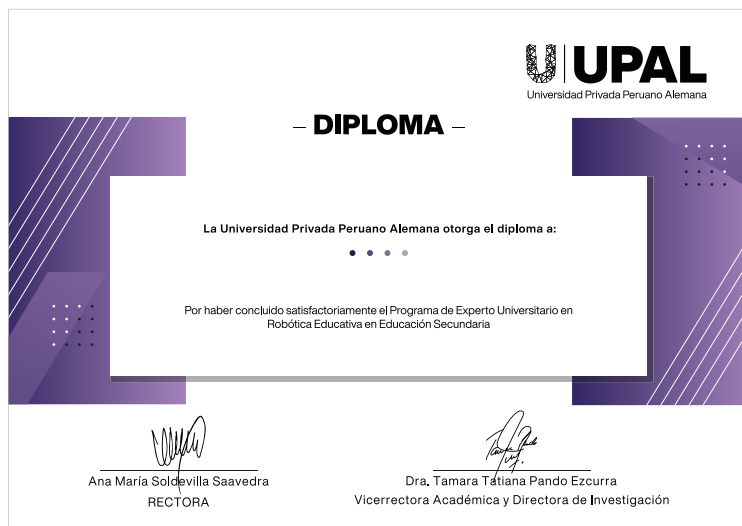 UPAL
Universidad Privada Peruano Alemana
– DIPLOMA –
La Universidad Privada Peruano Alemana otorga el diploma a:
Por haber concluido satisfactoriamente el Programa de Experto Universitario en
Robótica Educativa en Educación Secundaria
Ana María Soldevilla Saavedra
RECTORA
Dra. Tamara Tatiana Pando Ezcurra
Vicerrectora Académica y Directora de Investigación